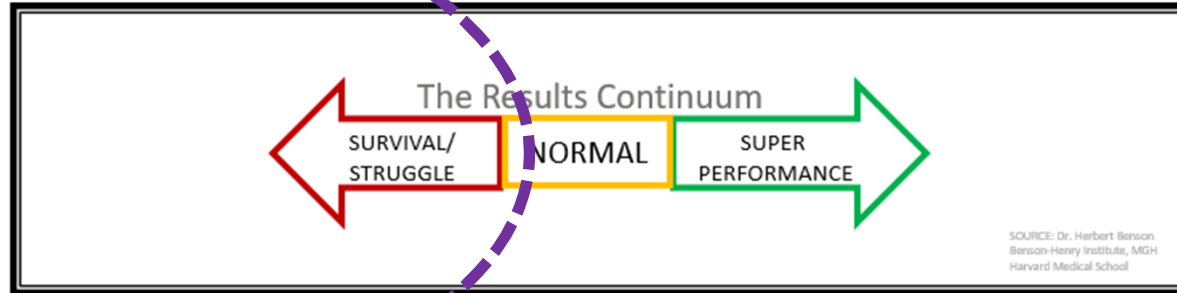 The Results Continuum
SURVIVAL/
STRUGGLE
NORMAL
SUPER
PERFORMANCE
SOURCE: Dr. Herbert Benson
Benson-Henry Institute, MGH
Harvard Medical School